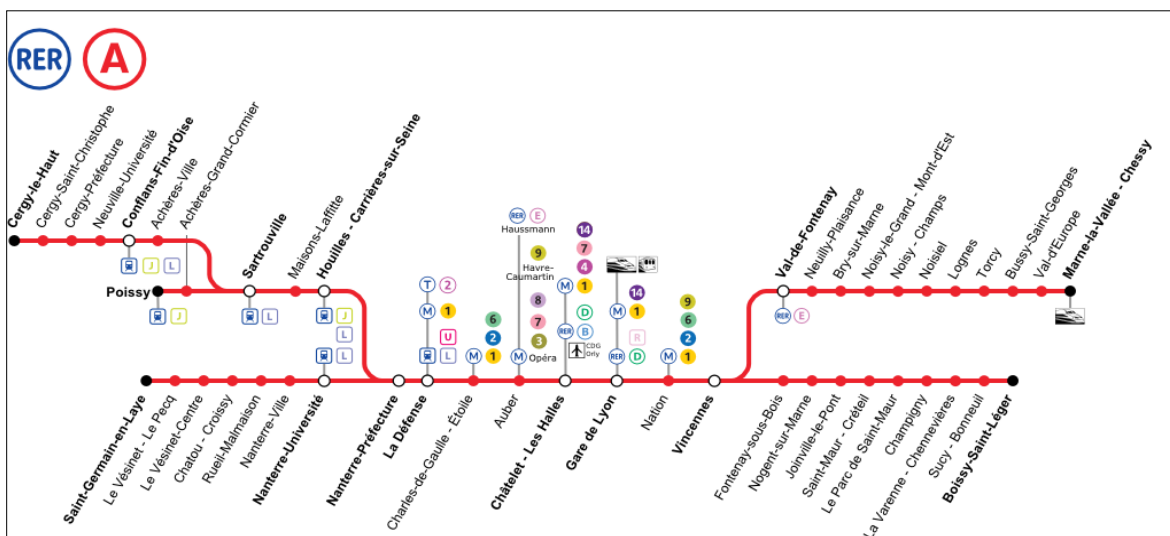 RER A
Cergy-le-Haut
Cergy-Saint-Christophe
Cergy-Préfecture
Neuville-Université
Conflans-Fin-d'Oise
Achères-Ville
Achères-Grand-Cormier
J L
Poissy
J
Sartrouville
L
Maisons-Laffitte
Houilles - Carrières-sur-Seine
J
L
L
Saint-Germain-en-Laye
Le Vésinet - Le Pecq
Le Vésinet-Centre
Chatou - Croissy
Rueil-Malmaison
Nanterre-Ville
Nanterre-Université
Nanterre-Préfecture
T 2
M 1
U
L
La Défense
6
2
M 1
Charles-de-Gaulle - Étoile
RER E
Haussmann
9
Havre-
Caumartin
8
7
3
M Opéra
Auber
14
7
4
M 1
D
RER B
CDG
Orly
Châtelet - Les Halles
14
M 1
R
RER D
Gare de Lyon
9
6
2
M 1
Nation
Vincennes
Val-de-Fontenay
RER E
Neuilly-Plaisance
Bry-sur-Marne
Noisy-le-Grand - Mont-d'Est
Noisy - Champs
Noisiel
Lognes
Torcy
Bussy-Saint-Georges
Val-d'Europe
Marne-la-Vallée - Chessy
Fontenay-sous-Bois
Nogent-sur-Marne
Joinville-le-Pont
Saint-Maur - Créteil
Le Parc de Saint-Maur
Champigny
La Varenne - Chennevières
Sucy - Bonneuil
Boissy-Saint-Léger